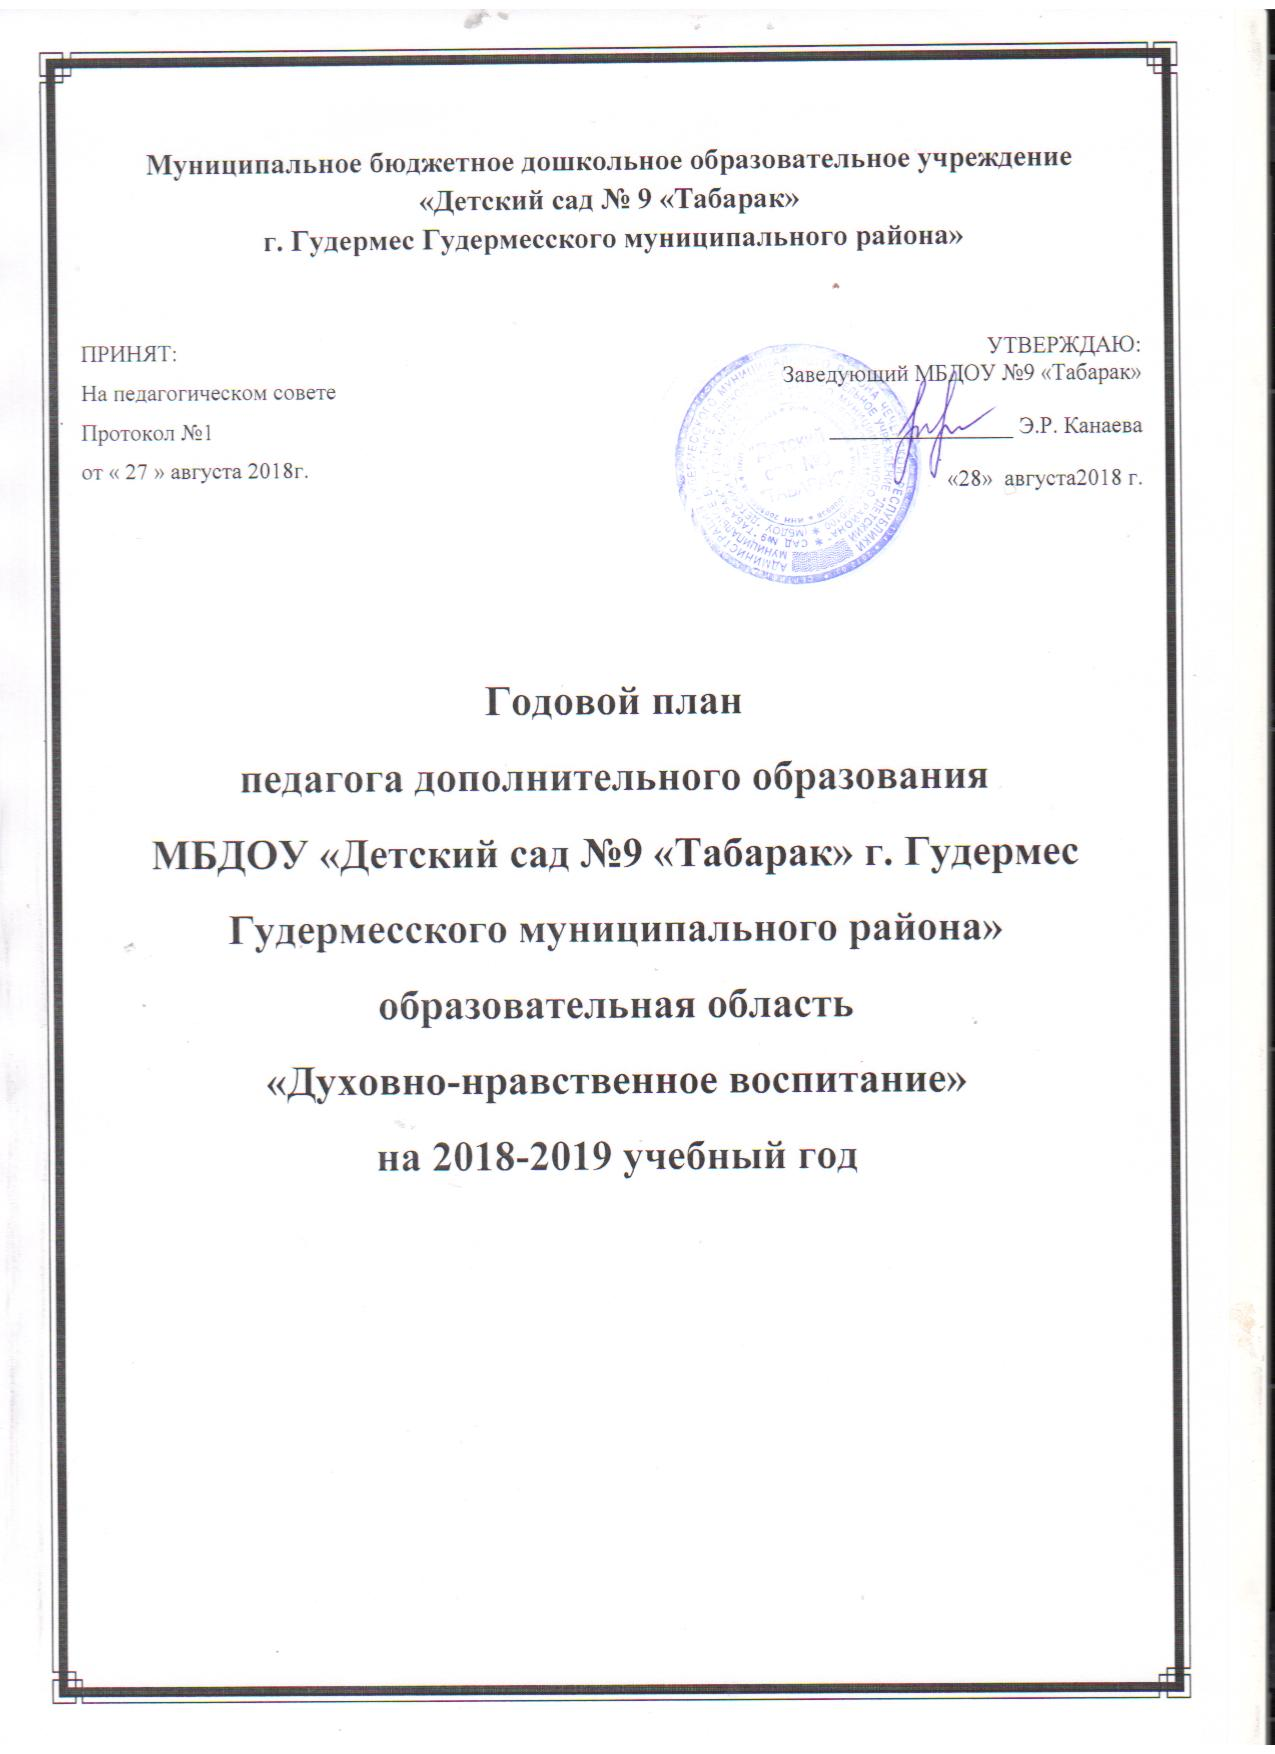 Муниципальное бюджетное дошкольное образовательное учреждение
«Детский сад № 9 «Табарак»
г. Гудермес Гудермесского муниципального района»
ПРИНЯТ:
На педагогическом совете
Протокол №1
от « 27 » августа 2018г.
УТВЕРЖДАЮ:
Заведующий МБДОУ №9 «Табарак»
Э.Р. Канаева
«28» августа2018 г.
Годовой план
педагога дополнительного образования
МБДОУ «Детский сад №9 «Табарак» г. Гудермес
Гудермесского муниципального района»
образовательная область
«Духовно-нравственное воспитание»
на 2018-2019 учебный год